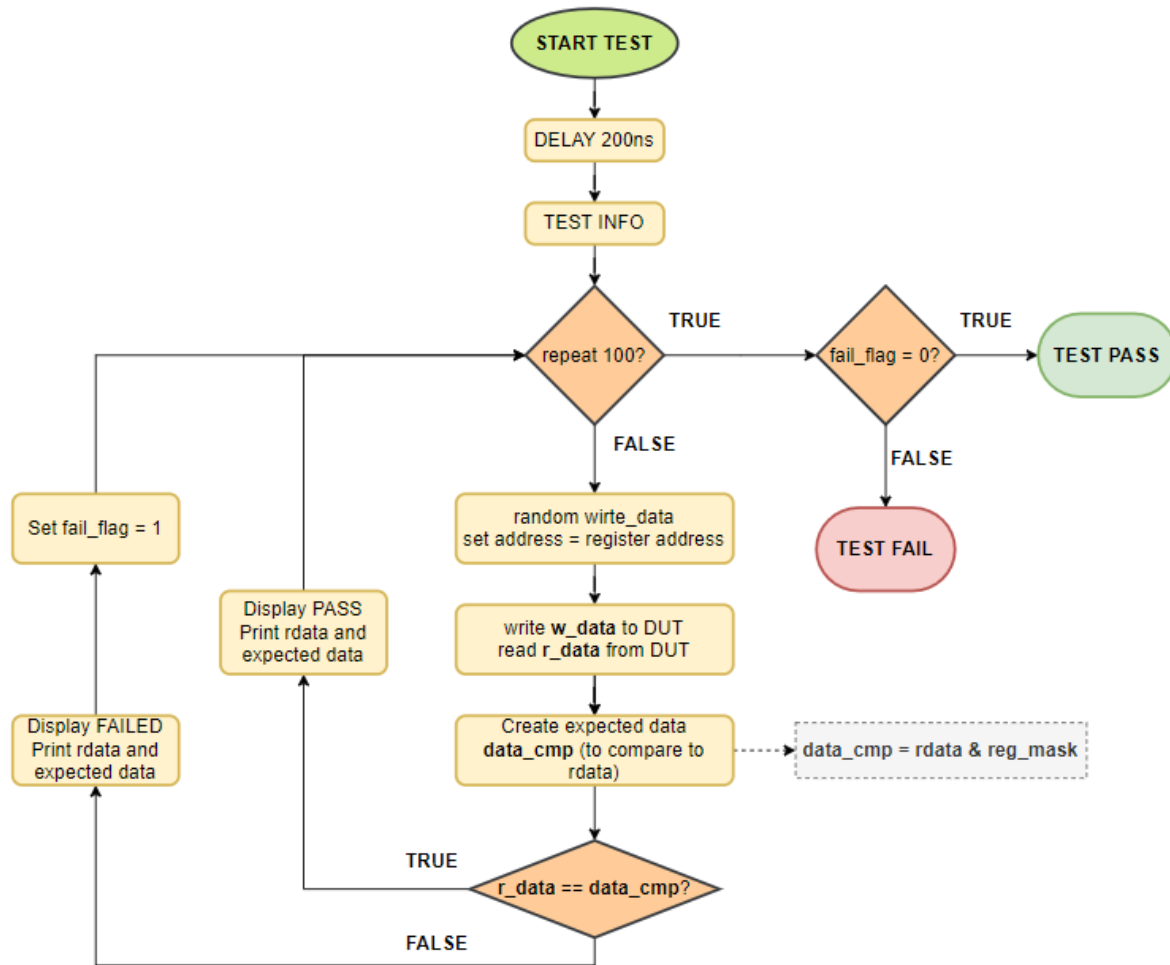 START TEST
DELAY 200ns
TEST INFO
repeat 100?
TRUE
fail_flag = 0?
TRUE
TEST PASS
FALSE
FALSE
TEST FAIL
random wirte_data
set address = register address
Set fail_flag = 1
write w_data to DUT
read r_data from DUT
Display PASS
Print rdata and
expected data
Create expected data
data_cmp (to compare to
rdata)
data_cmp = rdata & reg_mask
Display FAILED
Print rdata and
expected data
r_data == data_cmp?
TRUE
FALSE